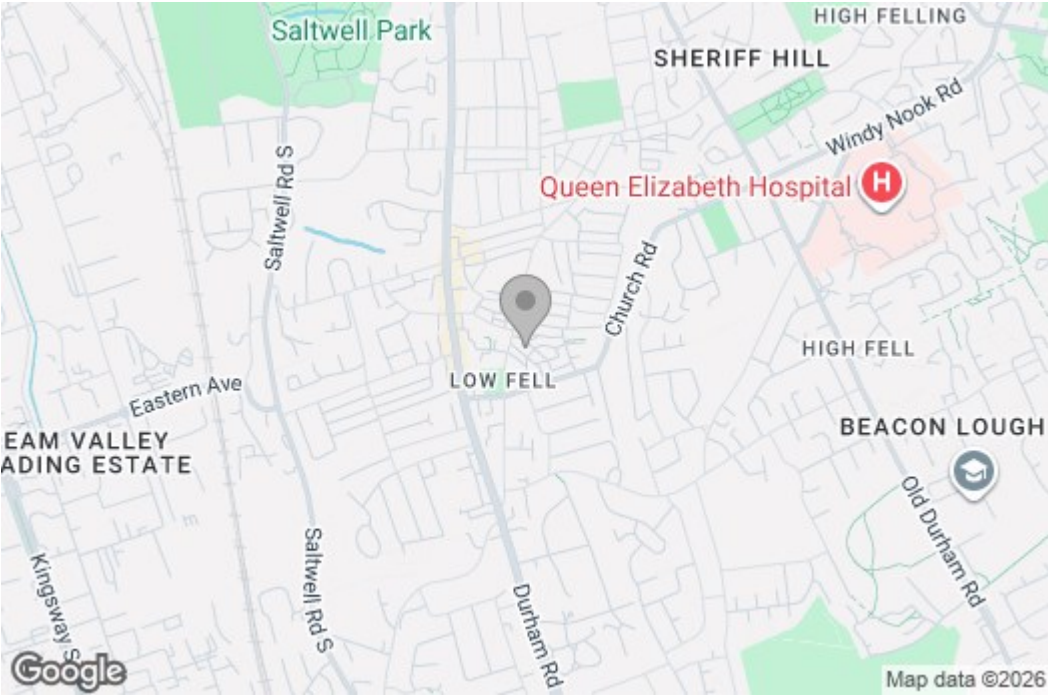 HIGH FELLING
Saltwell Park
SHERIFF HILL
Windy Nook Rd
Queen Elizabeth Hospital
H
Saltwell Rd S
Church Rd
HIGH FELL
LOW FELL
Eastern Ave
BEACON LOUGH
EAM VALLEY
ADING ESTATE
Old Durham Rd
Saltwell Rd S
Kingsway S
Durham Rd
Google
Map data ©2026